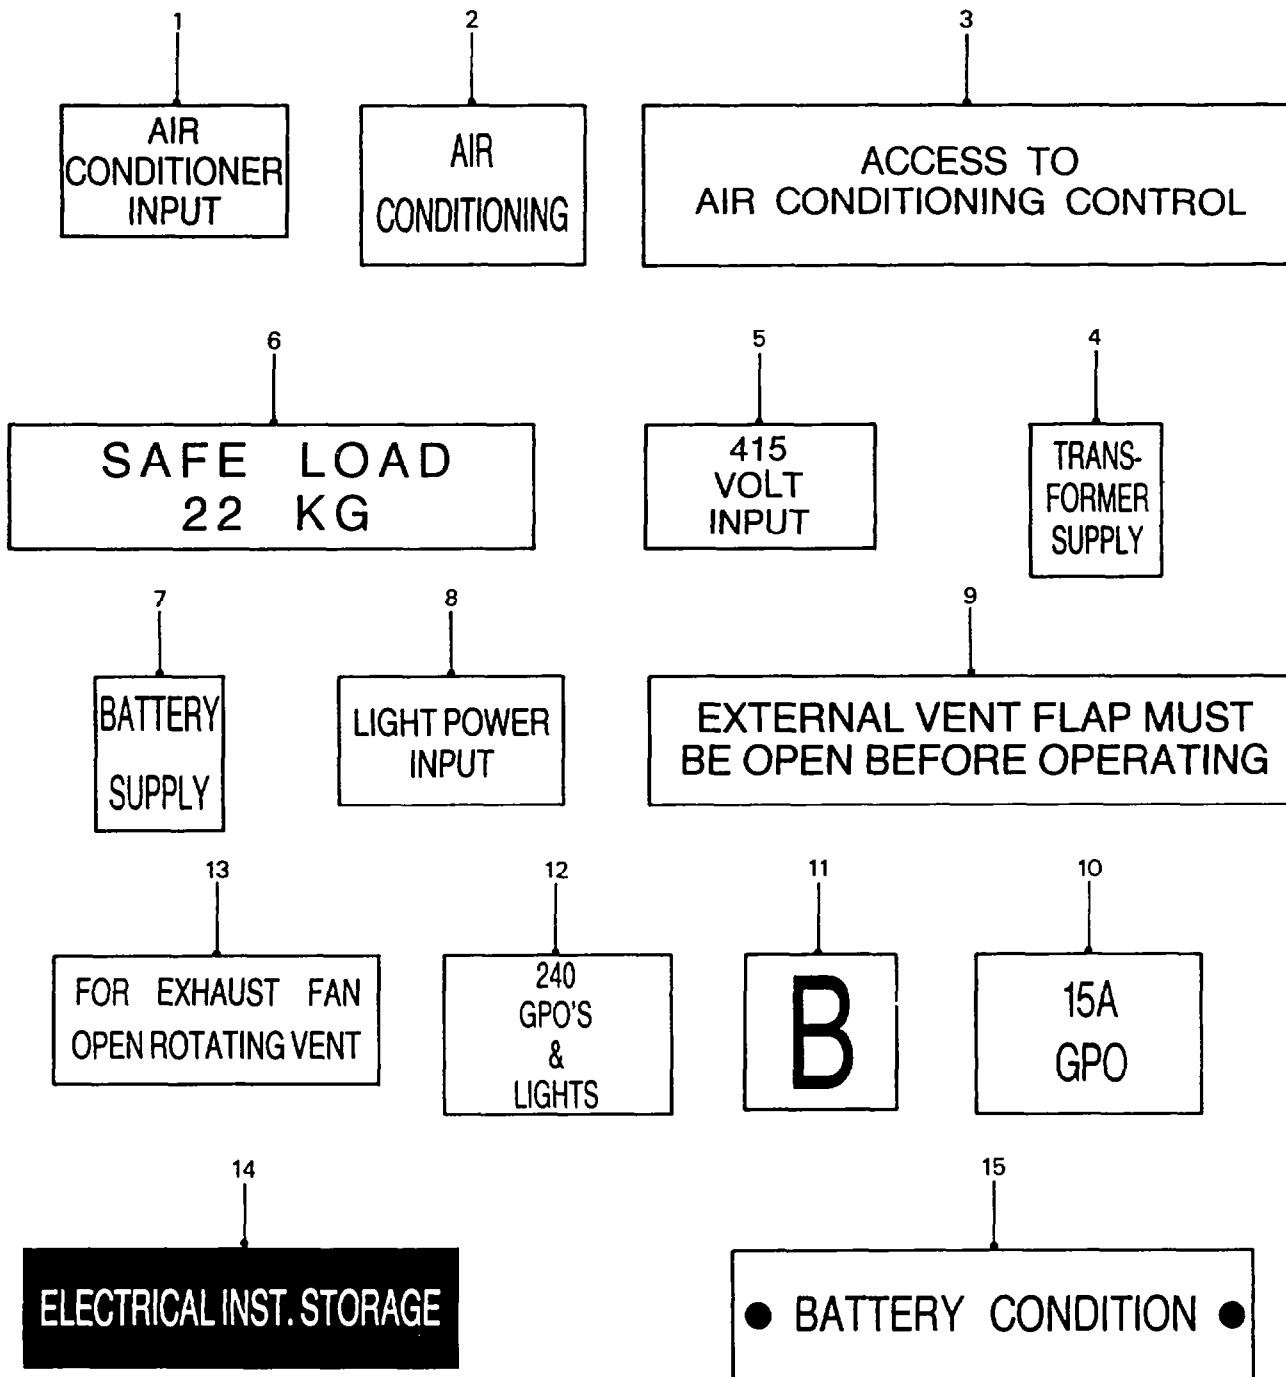 1
2
3
AIR
CONDITIONER
INPUT
AIR
CONDITIONING
ACCESS TO
AIR CONDITIONING CONTROL
6
5
4
SAFE LOAD
22 KG
415
VOLT
INPUT
TRANS-
FORMER
SUPPLY
7
8
9
BATTERY
SUPPLY
LIGHT POWER
INPUT
EXTERNAL VENT FLAP MUST
BE OPEN BEFORE OPERATING
13
12
11
10
FOR EXHAUST FAN
OPEN ROTATING VENT
240
GPO'S
&
LIGHTS
B
15A
GPO
14
15
ELECTRICAL INST. STORAGE
● BATTERY CONDITION ●